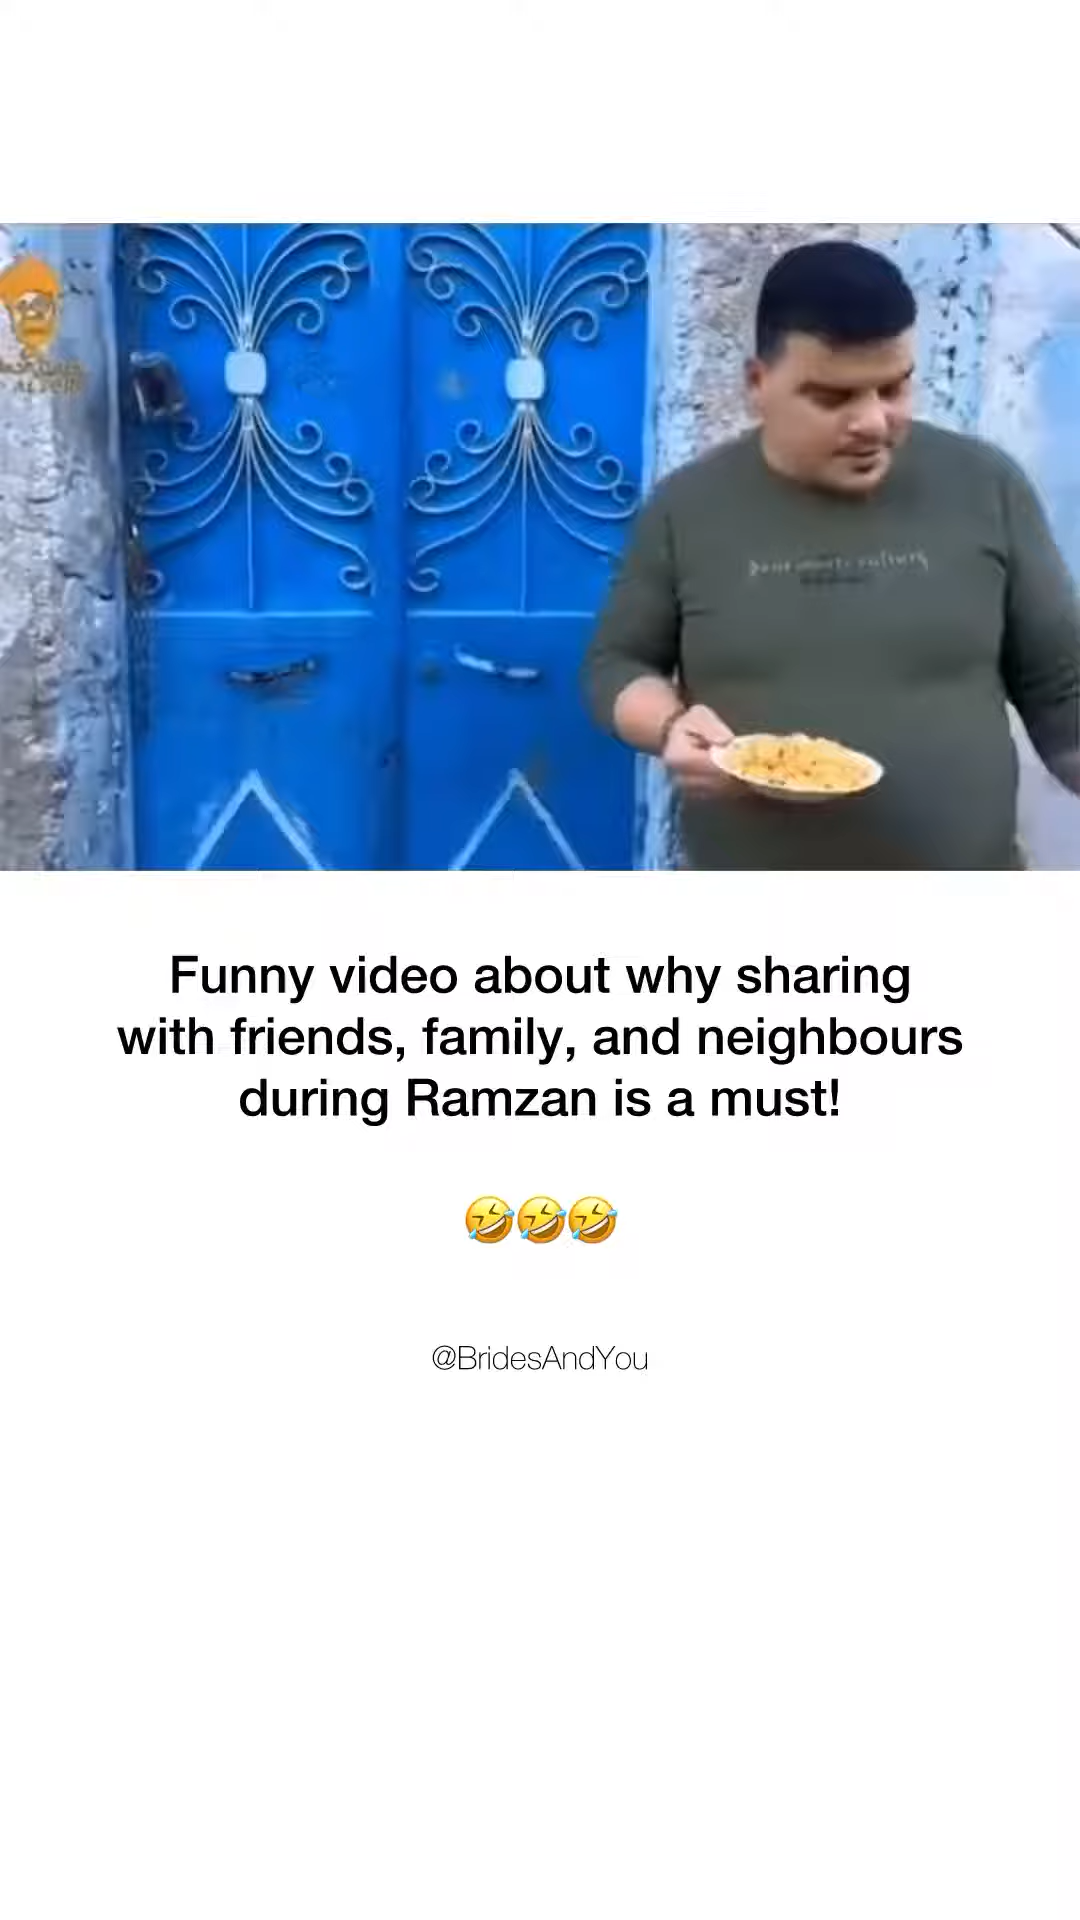 Funny video about why sharing
with friends, family, and neighbours
during Ramzan is a must!
🤣🤣🤣
@BridesAndYou